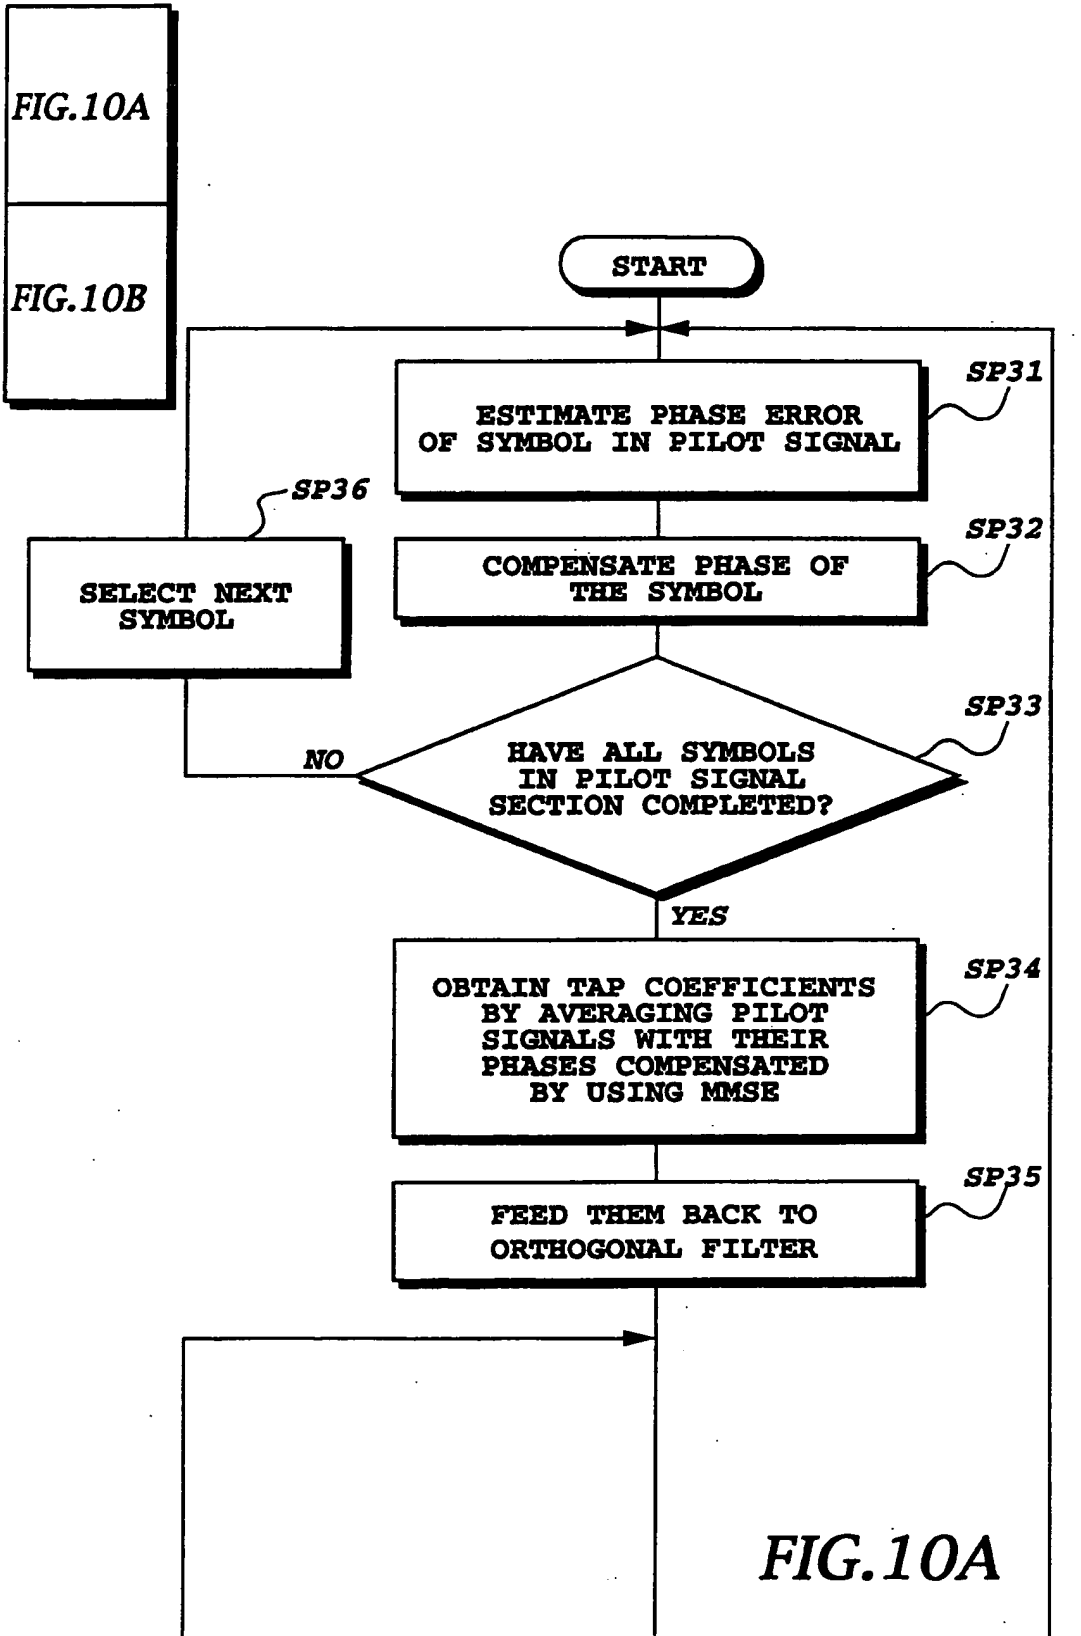 FIG.10A
FIG.10B
START
SP31
ESTIMATE PHASE ERROR
OF SYMBOL IN PILOT SIGNAL
SP36
SELECT NEXT
SYMBOL
SP32
COMPENSATE PHASE OF
THE SYMBOL
SP33
NO
HAVE ALL SYMBOLS
IN PILOT SIGNAL
SECTION COMPLETED?
YES
SP34
OBTAIN TAP COEFFICIENTS
BY AVERAGING PILOT
SIGNALS WITH THEIR
PHASES COMPENSATED
BY USING MMSE
SP35
FEED THEM BACK TO
ORTHOGONAL FILTER
FIG.10A